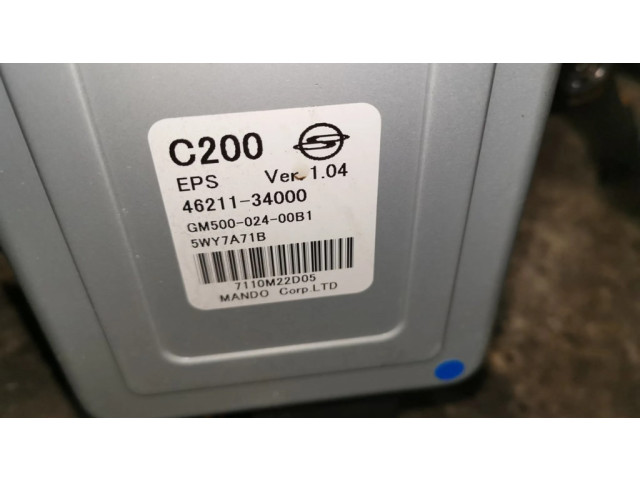 C200
EPS Ver. 1.04
46211-34000
GM500-024-00B1
5WY7A71B
7110M22D05
MANDO Corp.LTD